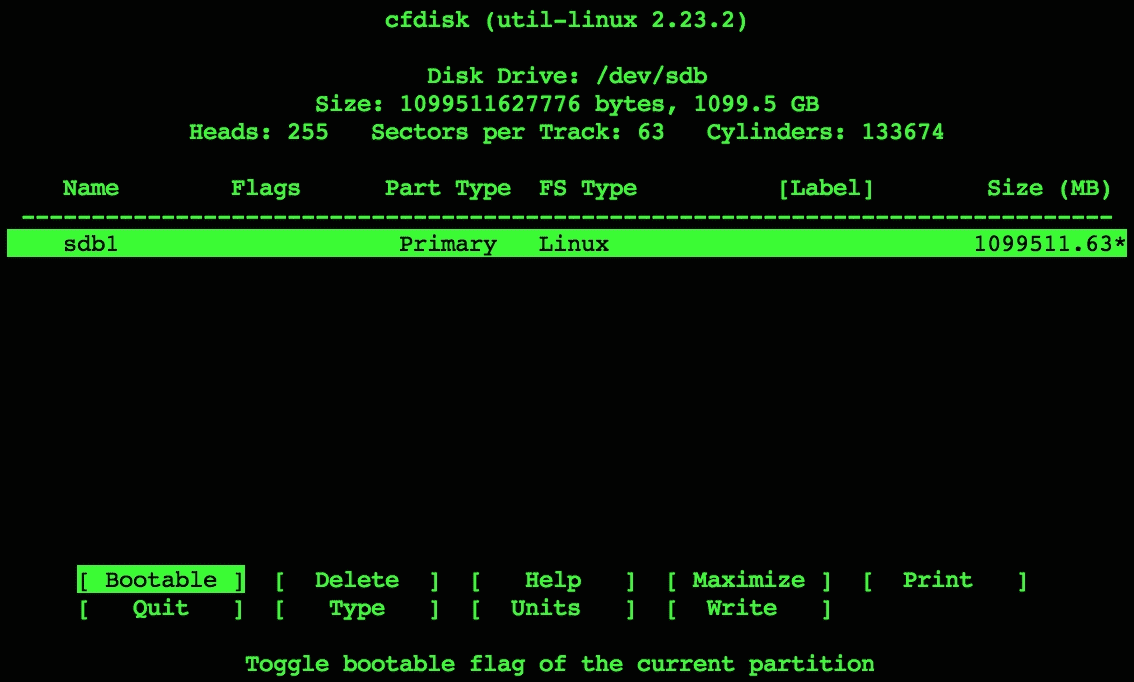 cfdisk (util-linux 2.23.2)
Disk Drive: /dev/sdb
Size: 1099511627776 bytes, 1099.5 GB
Heads: 255   Sectors per Track: 63   Cylinders: 133674
Name   Flags   Part Type   FS Type   [Label]   Size (MB)
------------------------------------------------------------------------------
sdb1   Primary   Linux   1099511.63*
[ Bootable ]  [  Delete  ]  [   Help   ]  [ Maximize ]  [  Print   ]
[   Quit   ]  [   Type   ]  [  Units   ]  [  Write   ]
Toggle bootable flag of the current partition